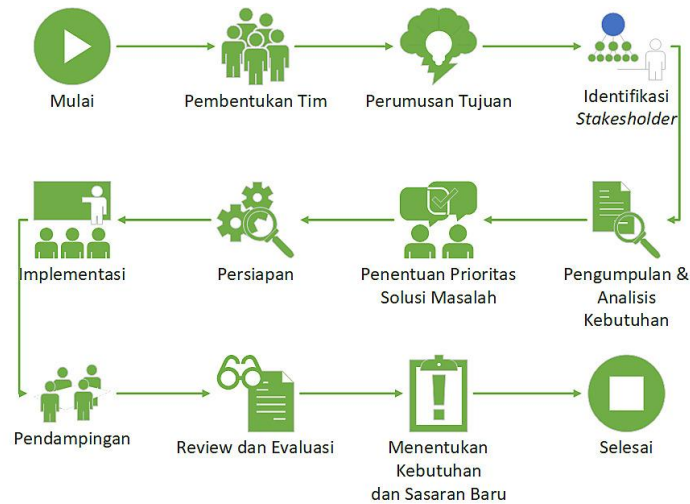 Mulai
Pembentukan Tim
Perumusan Tujuan
Identifikasi
Stakesholder
Implementasi
Persiapan
Penentuan Prioritas
Solusi Masalah
Pengumpulan &
Analisis
Kebutuhan
Pendampingan
Review dan Evaluasi
Menentukan
Kebutuhan
dan Sasaran Baru
Selesai